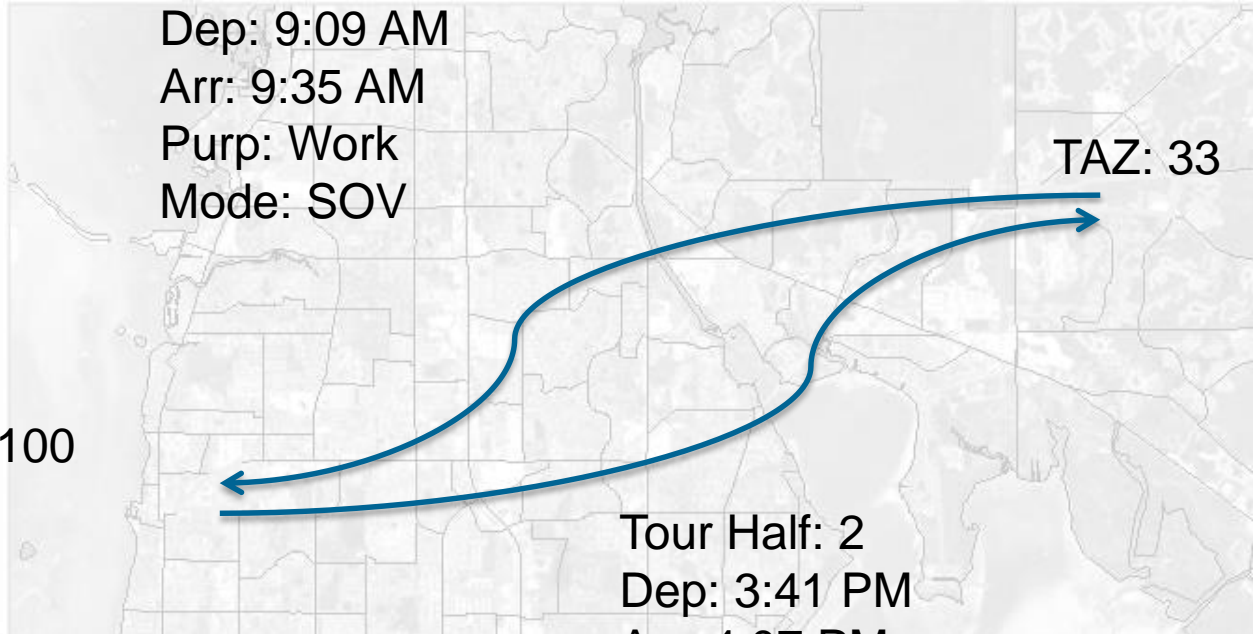 Dep: 9:09 AM
Arr: 9:35 AM
Purp: Work
Mode: SOV
TAZ: 33
100
Tour Half: 2
Dep: 3:41 PM